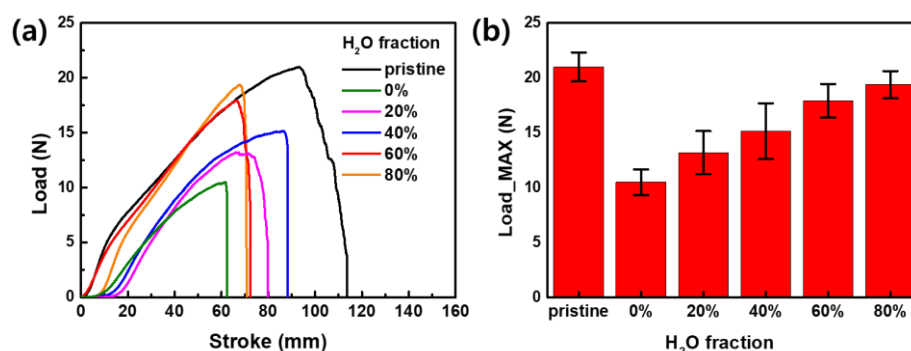 (a)
25
20
15
10
5
0
Load (N)
0 20 40 60 80 100 120 140 160
Stroke (mm)
H₂O fraction
pristine
0%
20%
40%
60%
80%
(b)
25
20
15
10
5
0
Load_MAX (N)
pristine 0% 20% 40% 60% 80%
H₂O fraction